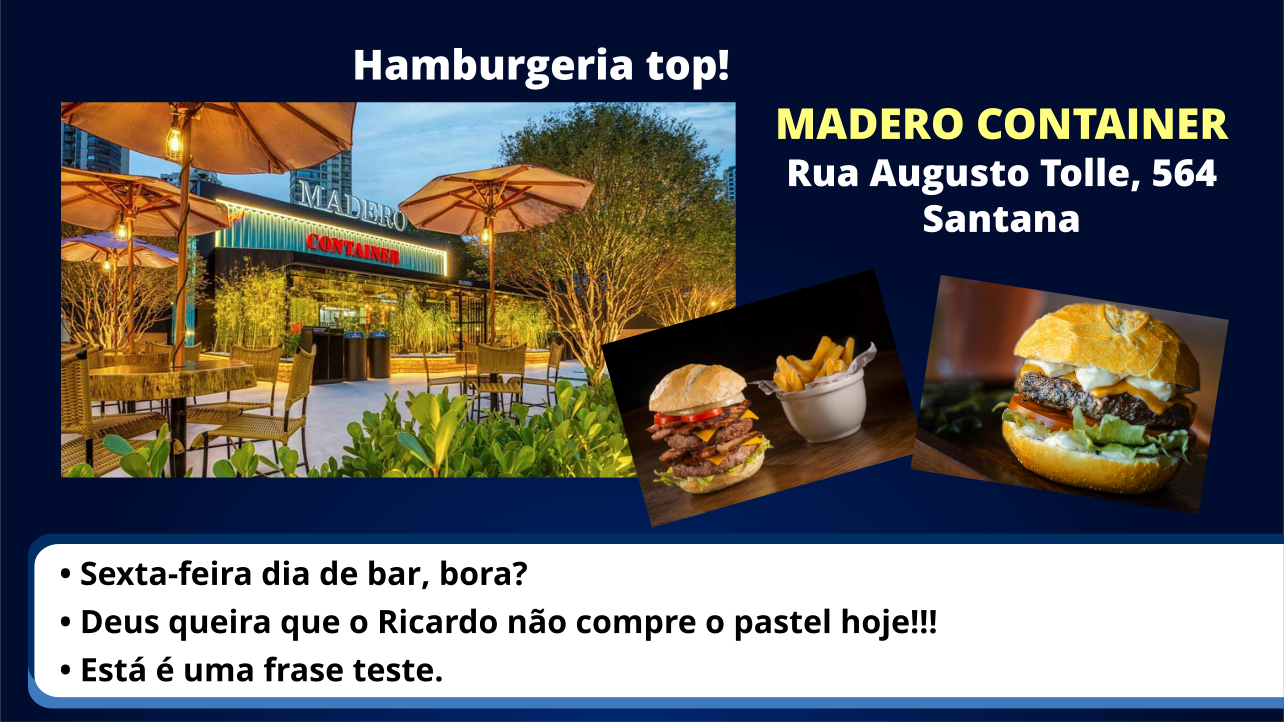 Hamburgeria top!
MADERO CONTAINER
Rua Augusto Tolle, 564
Santana
MADERO
CONTAINER
• Sexta-feira dia de bar, bora?
• Deus queira que o Ricardo não compre o pastel hoje!!!
• Está é uma frase teste.